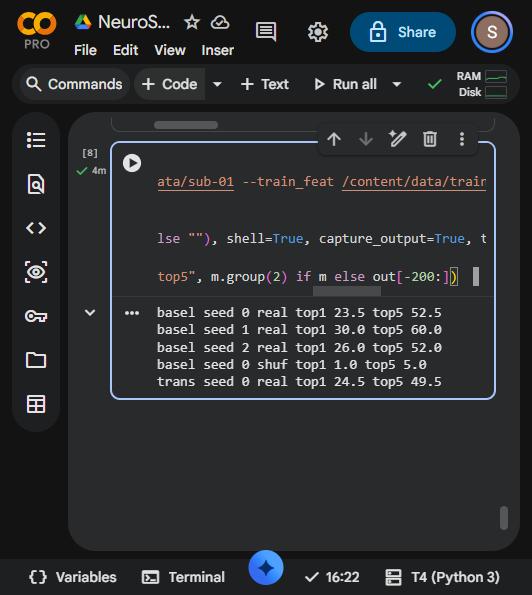 NeuroS...
PRO
File Edit View Inser
Share
S
Commands + Code + Text Run all
RAM
Disk
[8]
4m
ata/sub-01 --train_feat /content/data/train
lse ""), shell=True, capture_output=True, t
top5", m.group(2) if m else out[-200:])
basel seed 0 real top1 23.5 top5 52.5
basel seed 1 real top1 30.0 top5 60.0
basel seed 2 real top1 26.0 top5 52.0
basel seed 0 shuf top1 1.0 top5 5.0
trans seed 0 real top1 24.5 top5 49.5
{} Variables Terminal 16:22 T4 (Python 3)